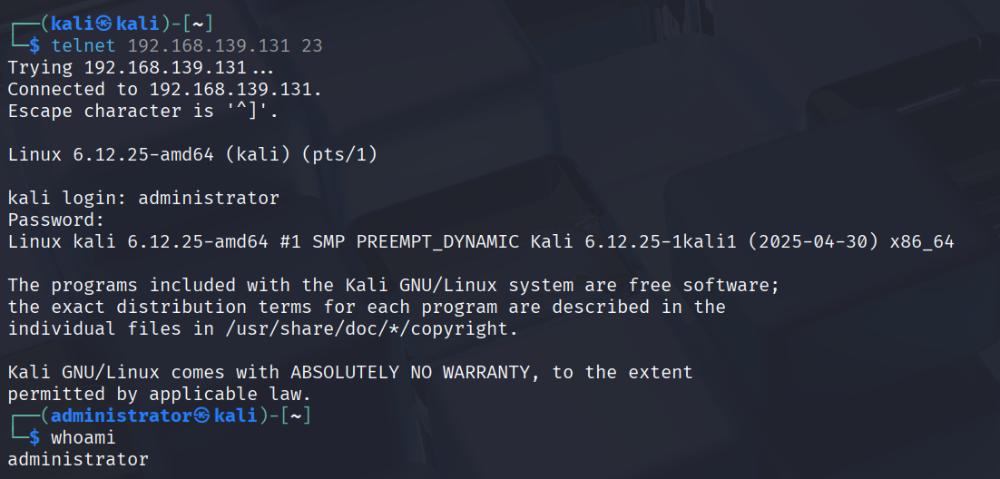 ┌──(kali㉿kali)-[~]
└─$ telnet 192.168.139.131 23
Trying 192.168.139.131...
Connected to 192.168.139.131.
Escape character is '^]'.
Linux 6.12.25-amd64 (kali) (pts/1)
kali login: administrator
Password:
Linux kali 6.12.25-amd64 #1 SMP PREEMPT_DYNAMIC Kali 6.12.25-1kali1 (2025-04-30) x86_64
The programs included with the Kali GNU/Linux system are free software;
the exact distribution terms for each program are described in the
individual files in /usr/share/doc/*/copyright.
Kali GNU/Linux comes with ABSOLUTELY NO WARRANTY, to the extent
permitted by applicable law.
┌──(administrator㉿kali)-[~]
└─$ whoami
administrator